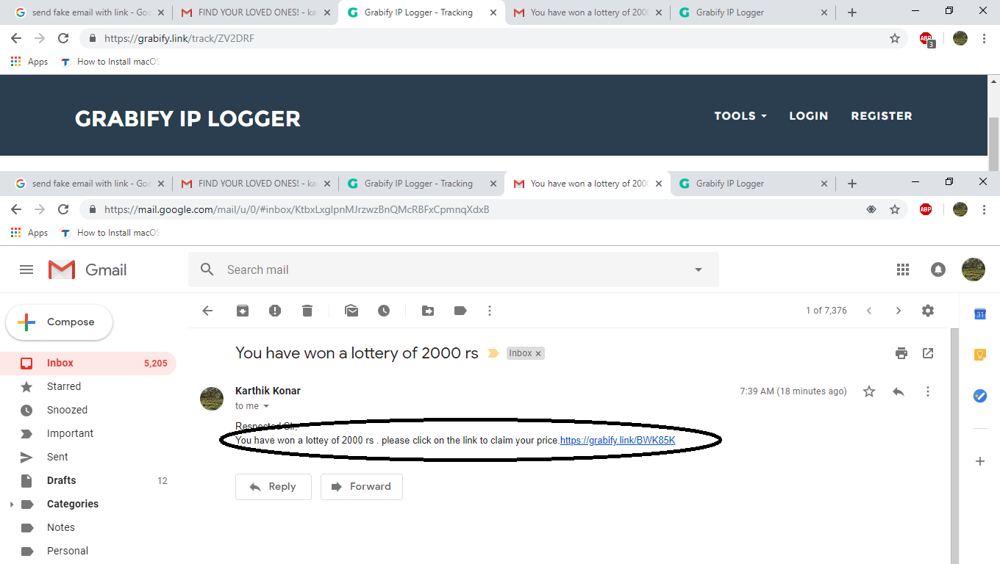 send fake email with link - Goo
FIND YOUR LOVED ONES! - ka
Grabify IP Logger - Tracking
You have won a lottery of 2000
Grabify IP Logger
https://grabify.link/track/ZV2DRF
ABP
3
Apps
How to Install macOS
GRABIFY IP LOGGER
TOOLS
LOGIN
REGISTER
send fake email with link - Goo
FIND YOUR LOVED ONES! - ka
Grabify IP Logger - Tracking
You have won a lottery of 2000
Grabify IP Logger
https://mail.google.com/mail/u/0/#inbox/KtbxLxgIpnMJrzwzBnQMcRBFxCpmnqXdxB
ABP
Apps
How to Install macOS
Gmail
Search mail
Compose
1 of 7,376
31
Inbox
5,205
Starred
Snoozed
Important
Sent
Drafts
12
Categories
Notes
Personal
You have won a lottery of 2000 rs
Inbox x
Karthik Konar
7:39 AM (18 minutes ago)
to me
Respected Sir,
You have won a lottey of 2000 rs . please click on the link to claim your price.https://grabify.link/BWK85K
Reply
Forward